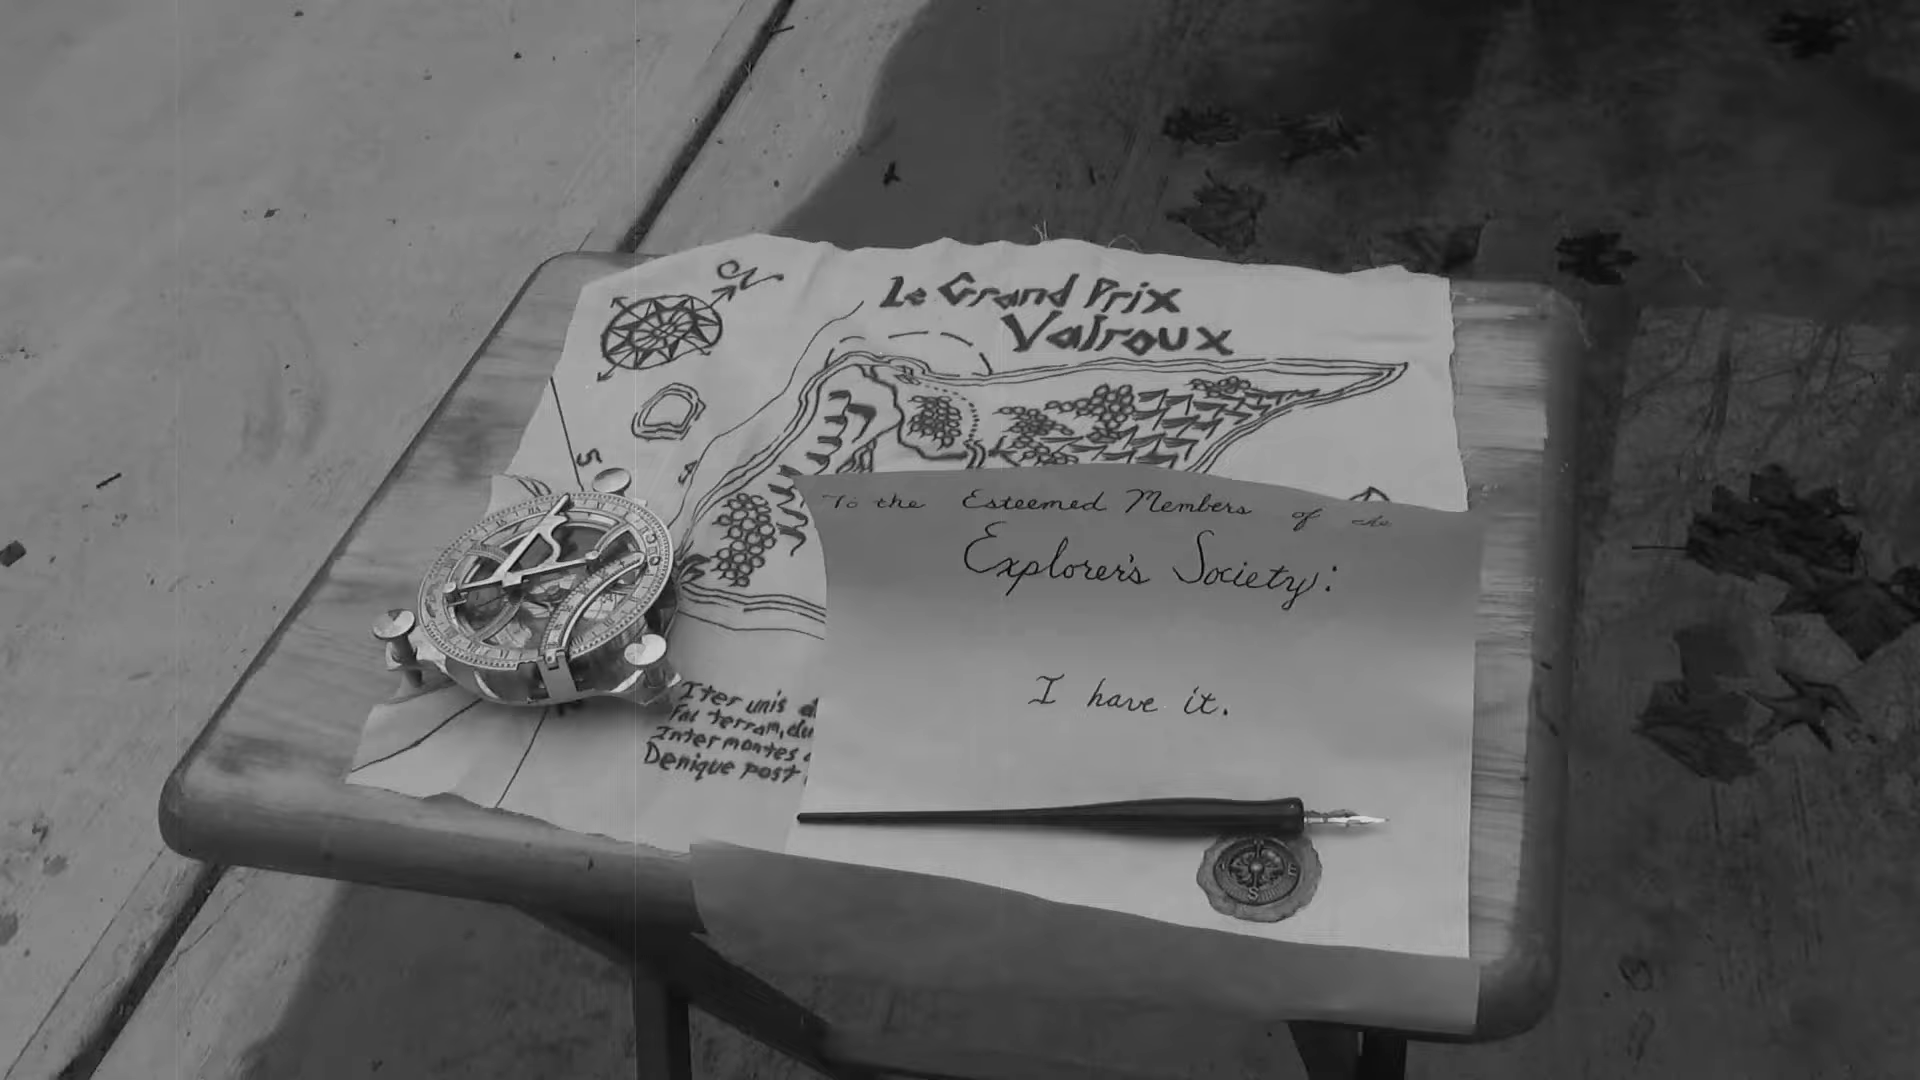 Le Grand Prix
Valroux
N
S
To the Esteemed Members of the
Explorer's Society:
I have it.
Iter unis
terram,
Inter montes
Denique post
S
E